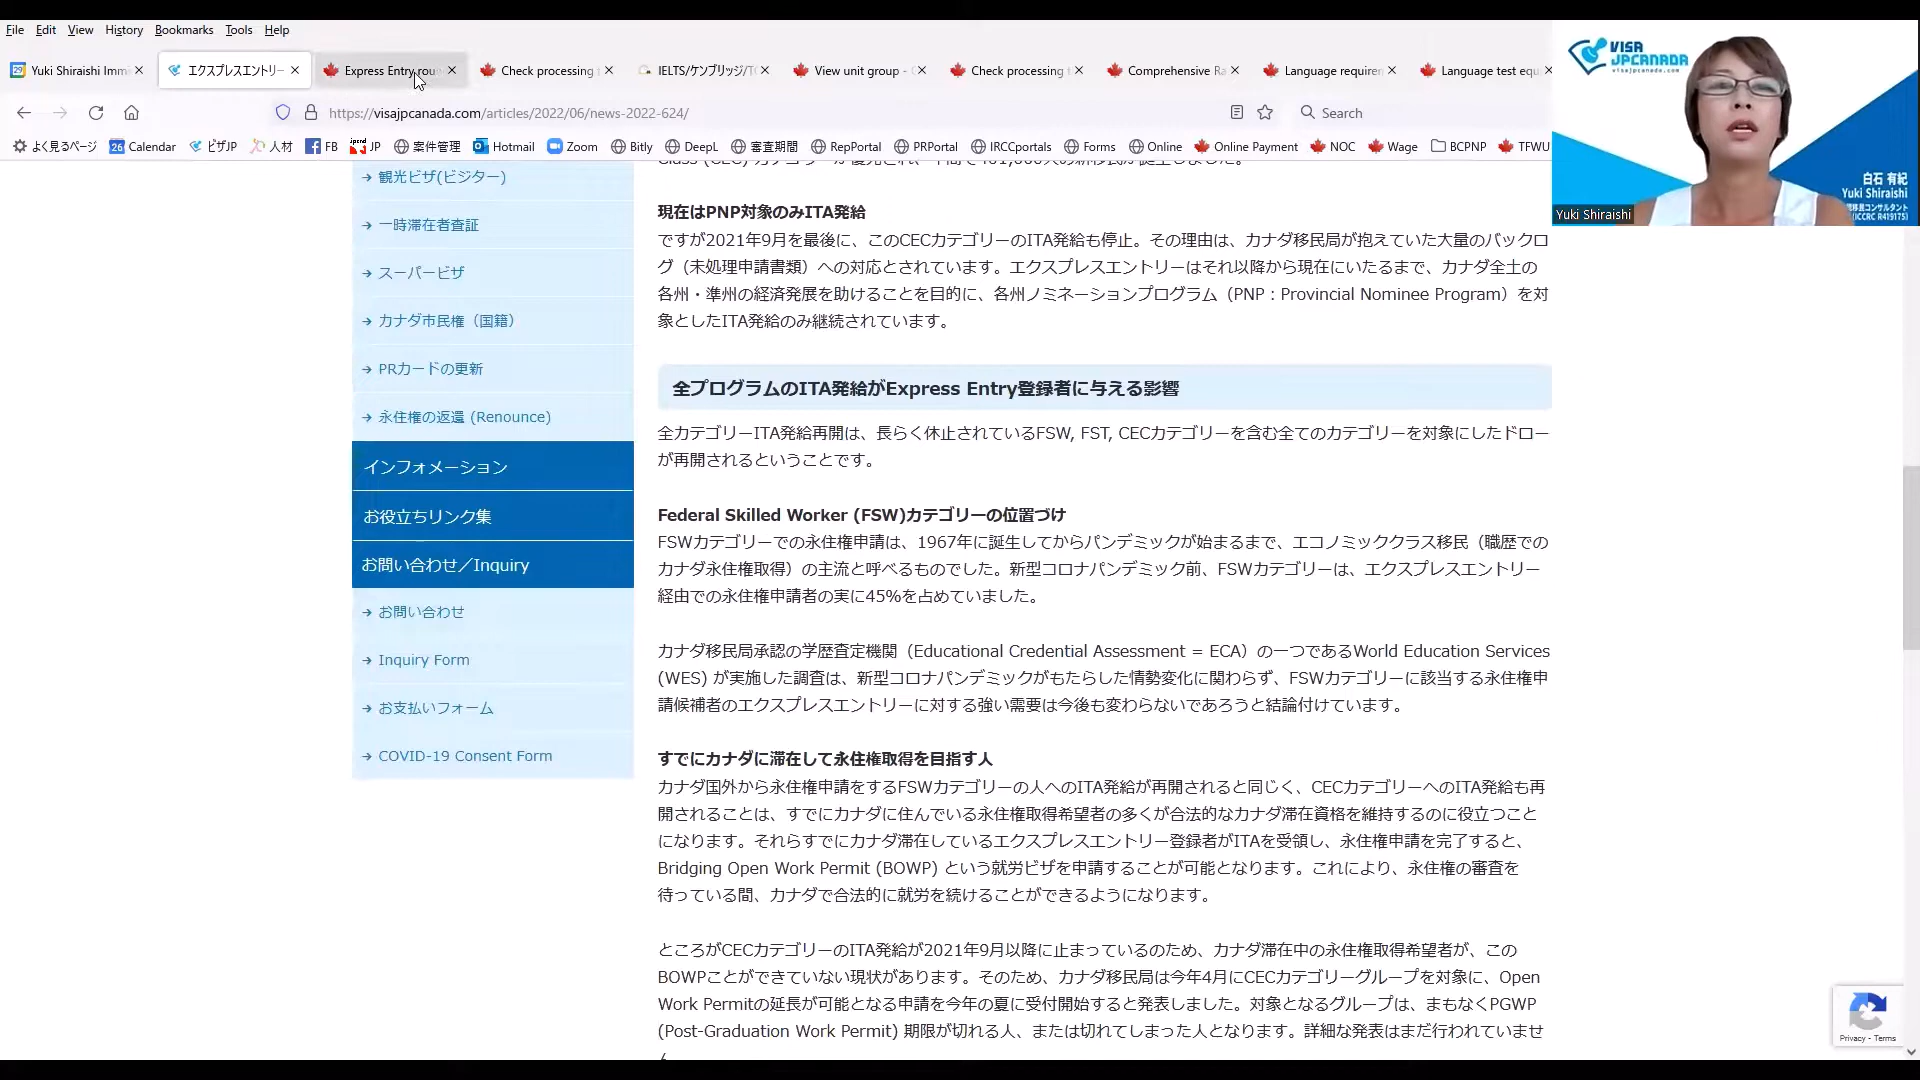 File Edit View History Bookmarks Tools Help
Yuki Shiraishi Imm
エクスプレスエントリー
Express Entry rou
Check processing
IELTS/ケンブリッジ/T
View unit group -
Check processing
Comprehensive Ra
Language requiren
Language test equ
https://visajpcanada.com/articles/2022/06/news-2022-624/
Search
よく見るページ 26 Calendar ビザJP 人材 FB JP 案件管理 Hotmail Zoom Bitly DeepL 審査期間 RepPortal PRPortal IRCCportals Forms Online Online Payment NOC Wage BCPNP TFWU
VISA
JPCANADA
visajpcanada.com
白石 有紀
Yuki Shiraishi
(ICCRC R419175)
Yuki Shiraishi
観光ビザ(ビジター)
一時滞在者査証
スーパービザ
カナダ市民権（国籍）
PRカードの更新
永住権の返還 (Renounce)
インフォメーション
お役立ちリンク集
お問い合わせ／Inquiry
お問い合わせ
Inquiry Form
お支払いフォーム
COVID-19 Consent Form
現在はPNP対象のみITA発給
ですが2021年9月を最後に、このCECカテゴリーのITA発給も停止。その理由は、カナダ移民局が抱えていた大量のバックロ
グ（未処理申請書類）への対応とされています。エクスプレスエントリーはそれ以降から現在にいたるまで、カナダ全土の
各州・準州の経済発展を助けることを目的に、各州ノミネーションプログラム（PNP：Provincial Nominee Program）を対
象としたITA発給のみ継続されています。
全プログラムのITA発給がExpress Entry登録者に与える影響
全カテゴリーITA発給再開は、長らく休止されているFSW, FST, CECカテゴリーを含む全てのカテゴリーを対象にしたドロー
が再開されるということです。
Federal Skilled Worker (FSW)カテゴリーの位置づけ
FSWカテゴリーでの永住権申請は、1967年に誕生してからパンデミックが始まるまで、エコノミッククラス移民（職歴での
カナダ永住権取得）の主流と呼べるものでした。新型コロナパンデミック前、FSWカテゴリーは、エクスプレスエントリー
経由での永住権申請者の実に45%を占めていました。
カナダ移民局承認の学歴査定機関（Educational Credential Assessment = ECA）の一つであるWorld Education Services
(WES) が実施した調査は、新型コロナパンデミックがもたらした情勢変化に関わらず、FSWカテゴリーに該当する永住権申
請候補者のエクスプレスエントリーに対する強い需要は今後も変わらないであろうと結論付けています。
すでにカナダに滞在して永住権取得を目指す人
カナダ国外から永住権申請をするFSWカテゴリーの人へのITA発給が再開されると同じく、CECカテゴリーへのITA発給も再
開されることは、すでにカナダに住んでいる永住権取得希望者の多くが合法的なカナダ滞在資格を維持するのに役立つこと
になります。それらすでにカナダ滞在しているエクスプレスエントリー登録者がITAを受領し、永住権申請を完了すると、
Bridging Open Work Permit (BOWP) という就労ビザを申請することが可能となります。これにより、永住権の審査を
待っている間、カナダで合法的に就労を続けることができるようになります。
ところがCECカテゴリーのITA発給が2021年9月以降に止まっているのため、カナダ滞在中の永住権取得希望者が、この
BOWPことができていない現状があります。そのため、カナダ移民局は今年4月にCECカテゴリーグループを対象に、Open
Work Permitの延長が可能となる申請を今年の夏に受付開始すると発表しました。対象となるグループは、まもなくPGWP
(Post-Graduation Work Permit) 期限が切れる人、または切れてしまった人となります。詳細な発表はまだ行われていませ
Privacy - Terms